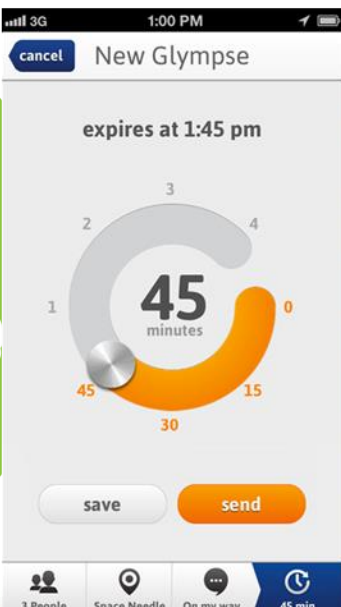 3G 1:00 PM
cancel New Glympse
expires at 1:45 pm
3
2 4
45
1 0
minutes
45 15
30
save send
3 People Space Needle On my way 45 min